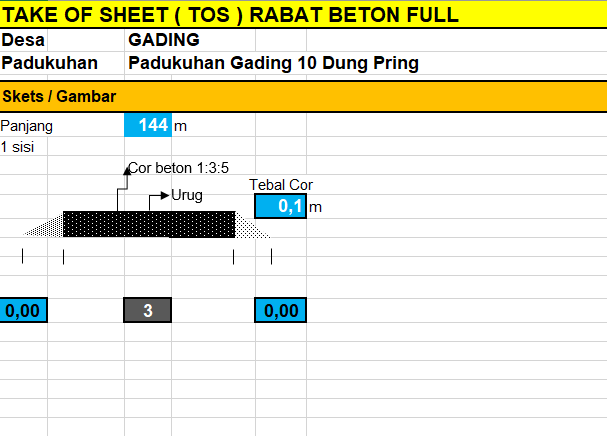 TAKE OF SHEET ( TOS ) RABAT BETON FULL
Desa GADING
Padukuhan Padukuhan Gading 10 Dung Pring
Skets / Gambar
Panjang 144 m
1 sisi
Cor beton 1:3:5
Tebal Cor
Urug
0,1 m
0,00 3 0,00